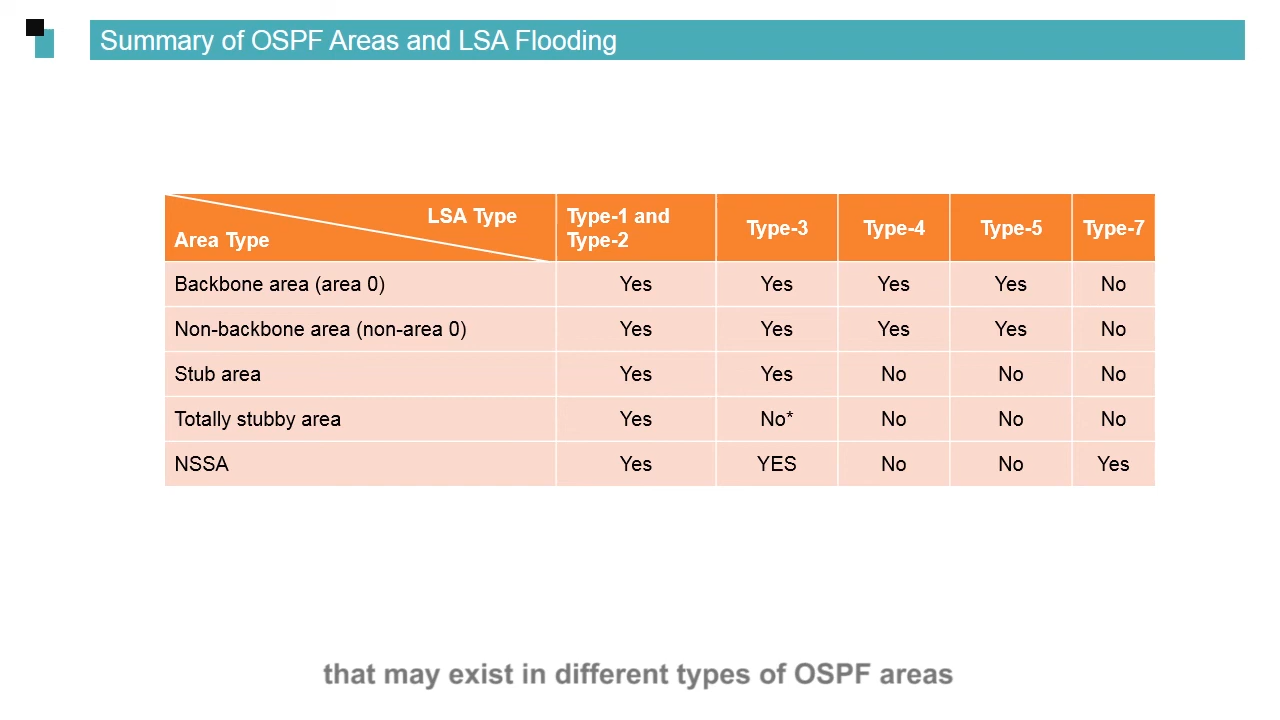 Summary of OSPF Areas and LSA Flooding
LSA Type
Area Type
Type-1 and
Type-2
Type-3
Type-4
Type-5
Type-7
Backbone area (area 0) Yes Yes Yes Yes No
Non-backbone area (non-area 0) Yes Yes Yes Yes No
Stub area Yes Yes No No No
Totally stubby area Yes No* No No No
NSSA Yes YES No No Yes
that may exist in different types of OSPF areas